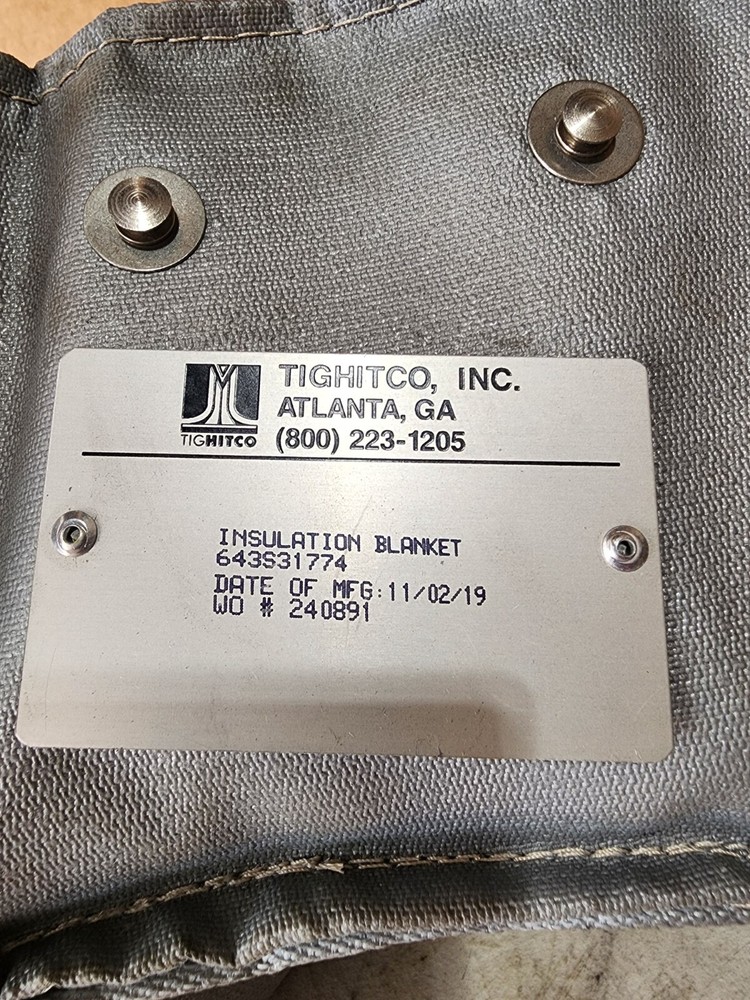 TIGHITCO, INC.
ATLANTA, GA
TIGHITCO
(800) 223-1205
INSULATION BLANKET
643S31774
DATE OF MFG:11/02/19
WO # 240891